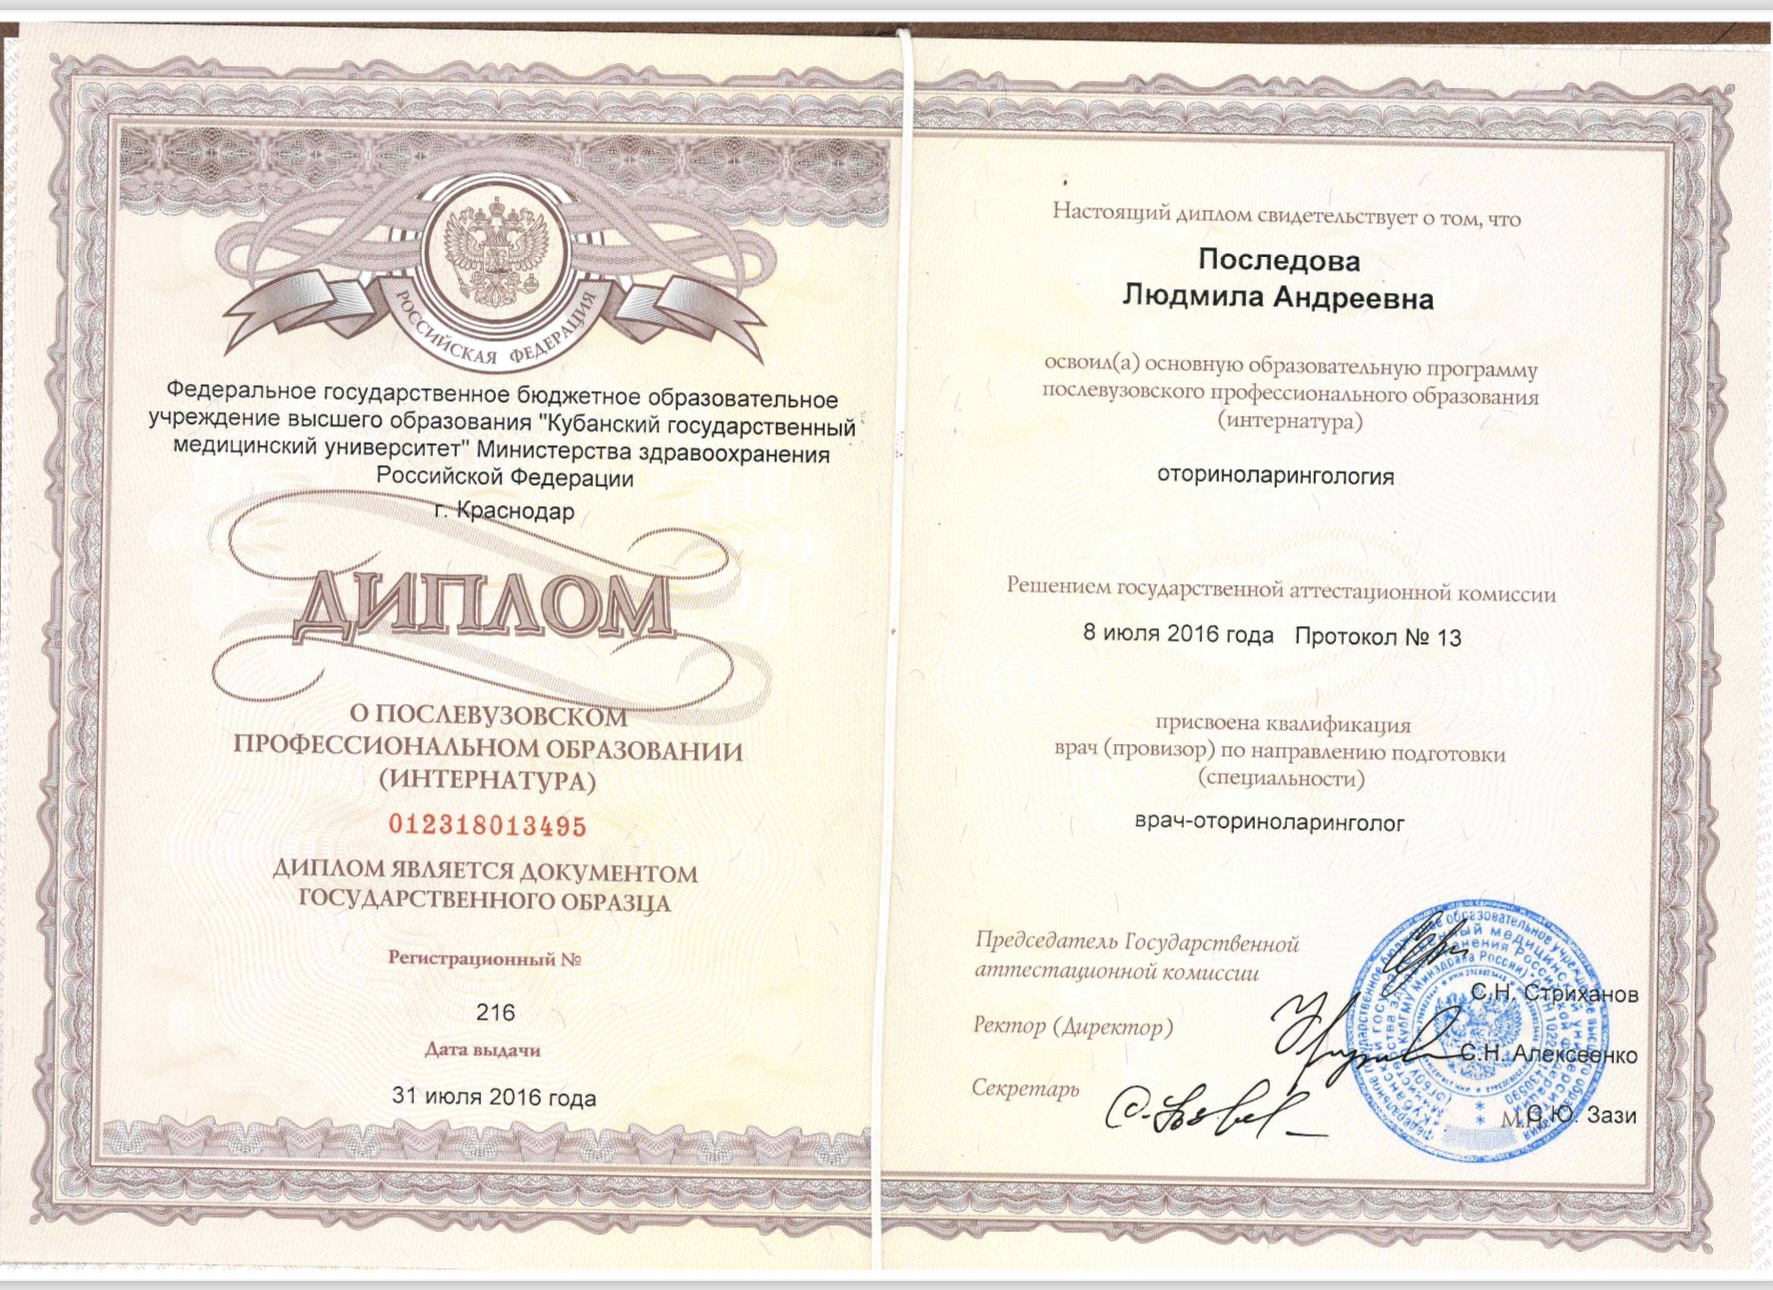 РОССИЙСКАЯ ФЕДЕРАЦИЯ
Федеральное государственное бюджетное образовательное
учреждение высшего образования "Кубанский государственный
медицинский университет" Министерства здравоохранения
Российской Федерации
г. Краснодар
ДИПЛОМ
О ПОСЛЕВУЗОВСКОМ
ПРОФЕССИОНАЛЬНОМ ОБРАЗОВАНИИ
(ИНТЕРНАТУРА)
012318013495
ДИПЛОМ ЯВЛЯЕТСЯ ДОКУМЕНТОМ
ГОСУДАРСТВЕННОГО ОБРАЗЦА
Регистрационный №
216
Дата выдачи
31 июля 2016 года
Настоящий диплом свидетельствует о том, что
Последова
Людмила Андреевна
освоил(а) основную образовательную программу
послевузовского профессионального образования
(интернатура)
оториноларингология
Решением государственной аттестационной комиссии
8 июля 2016 года Протокол № 13
присвоена квалификация
врач (провизор) по направлению подготовки
(специальности)
врач-оториноларинголог
Председатель Государственной
аттестационной комиссии
С.Н. Стриханов
Ректор (Директор)
С.Н. Алексеенко
Секретарь
С.Ю. Зази